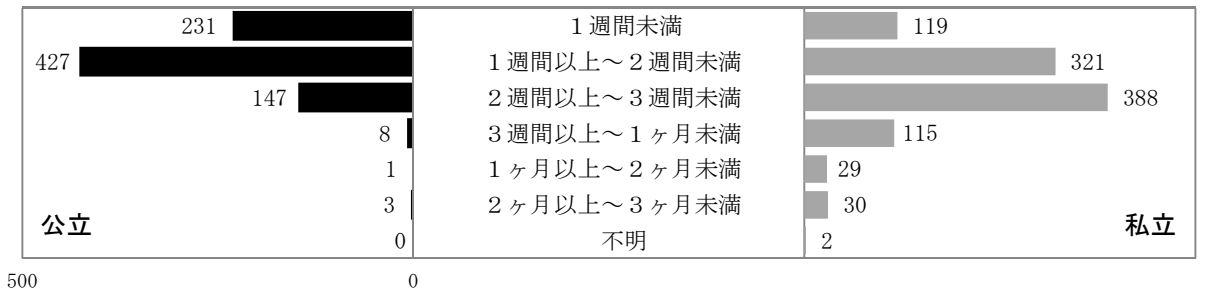 231 １週間未満 119
427 １週間以上～２週間未満 321
147 ２週間以上～３週間未満 388
8 ３週間以上～１ヶ月未満 115
1 １ヶ月以上～２ヶ月未満 29
3 ２ヶ月以上～３ヶ月未満 30
公立 私立
0 不明 2
500 0